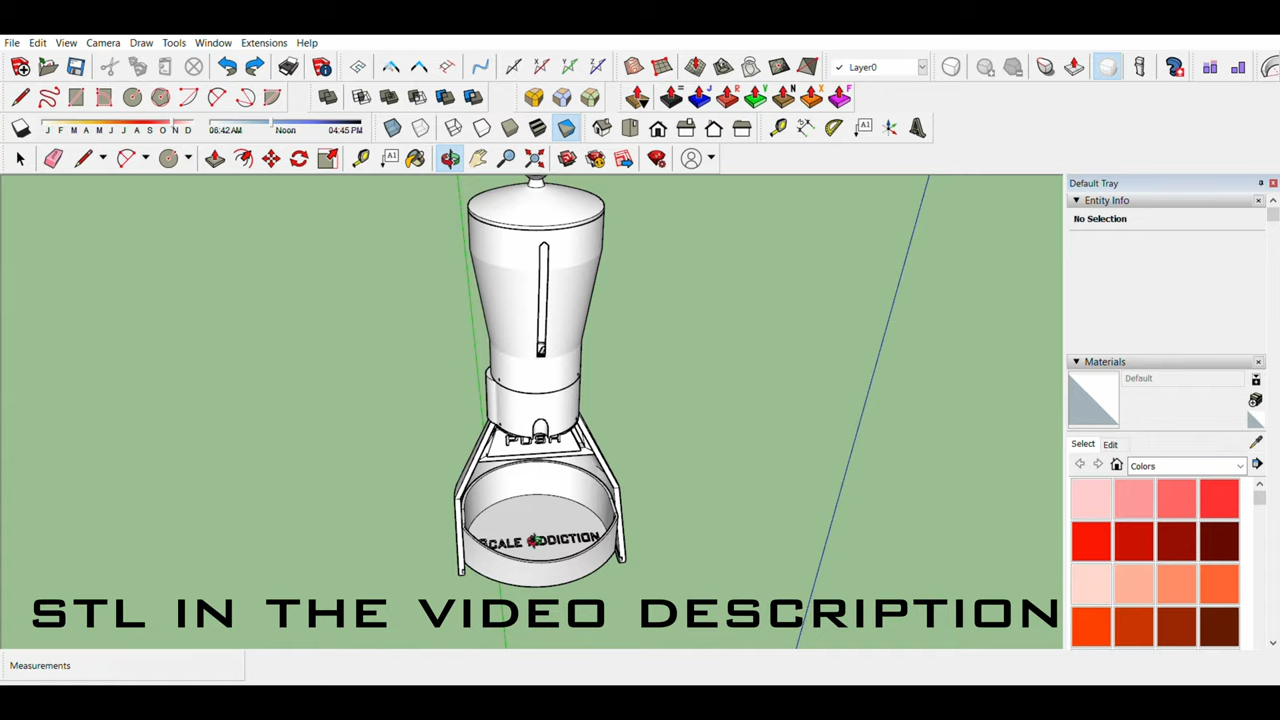 File Edit View Camera Draw Tools Window Extensions Help
Layer0
J F M A M J J A S O N D
06:42 AM Noon 04:45 PM
Default Tray
Entity Info
No Selection
Materials
Default
Select Edit
Colors
PUSH
SCALE ADDICTION
STL IN THE VIDEO DESCRIPTION
Measurements